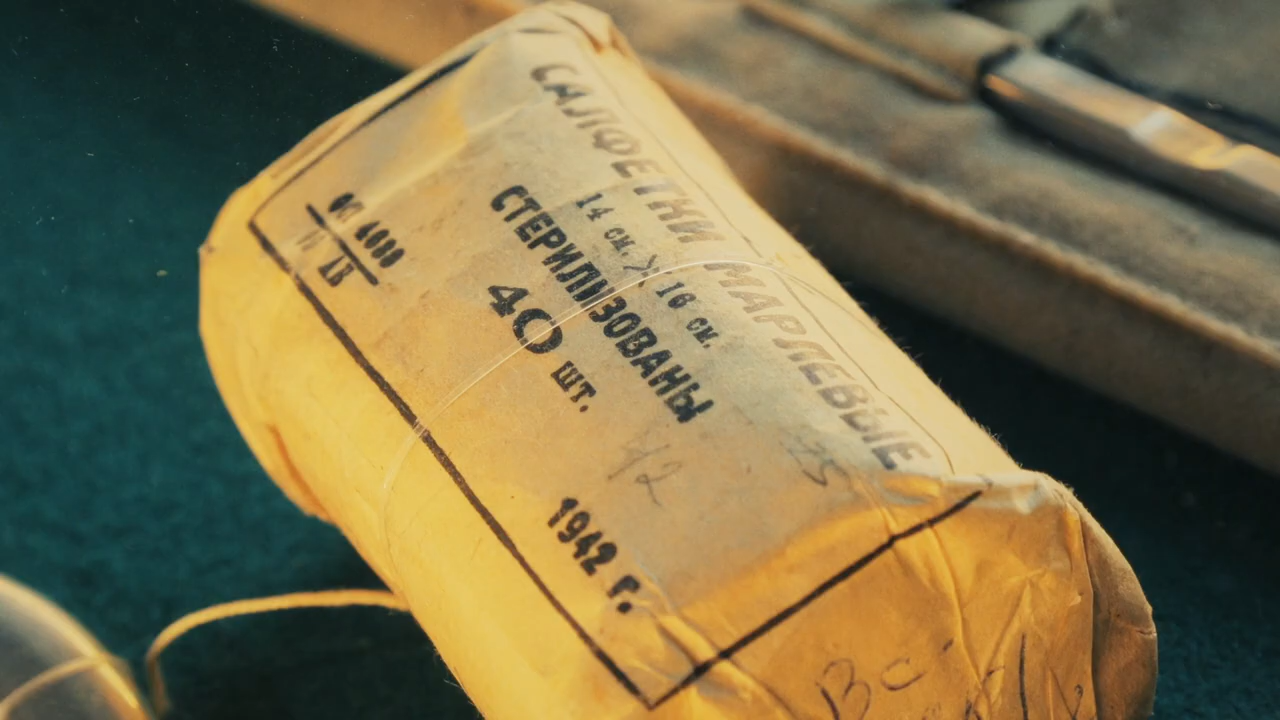 САЛФЕТКИ МАРЛЕВЫЕ
14 см. X 16 см.
СТЕРИЛИЗОВАНЫ
40 шт.
1942 г.